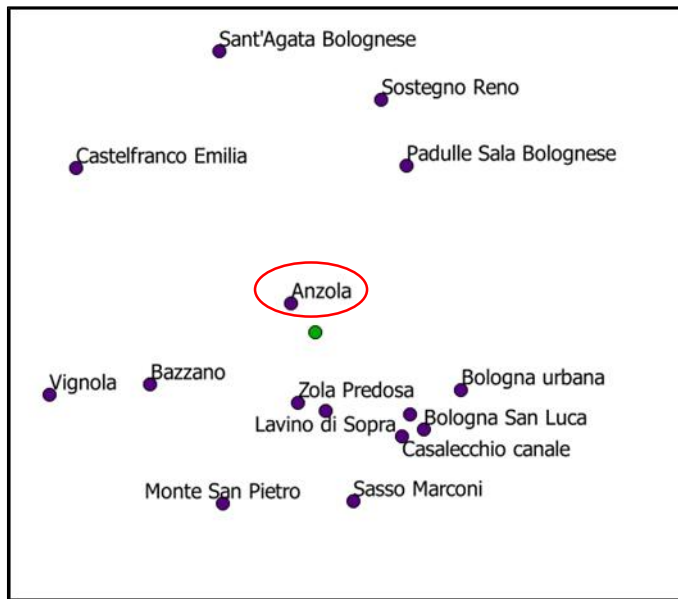 Sant'Agata Bolognese
Sostegno Reno
Castelfranco Emilia
Padulle Sala Bolognese
Anzola
Vignola
Bazzano
Zola Predosa
Bologna urbana
Lavino di Sopra
Bologna San Luca
Casalecchio canale
Monte San Pietro
Sasso Marconi